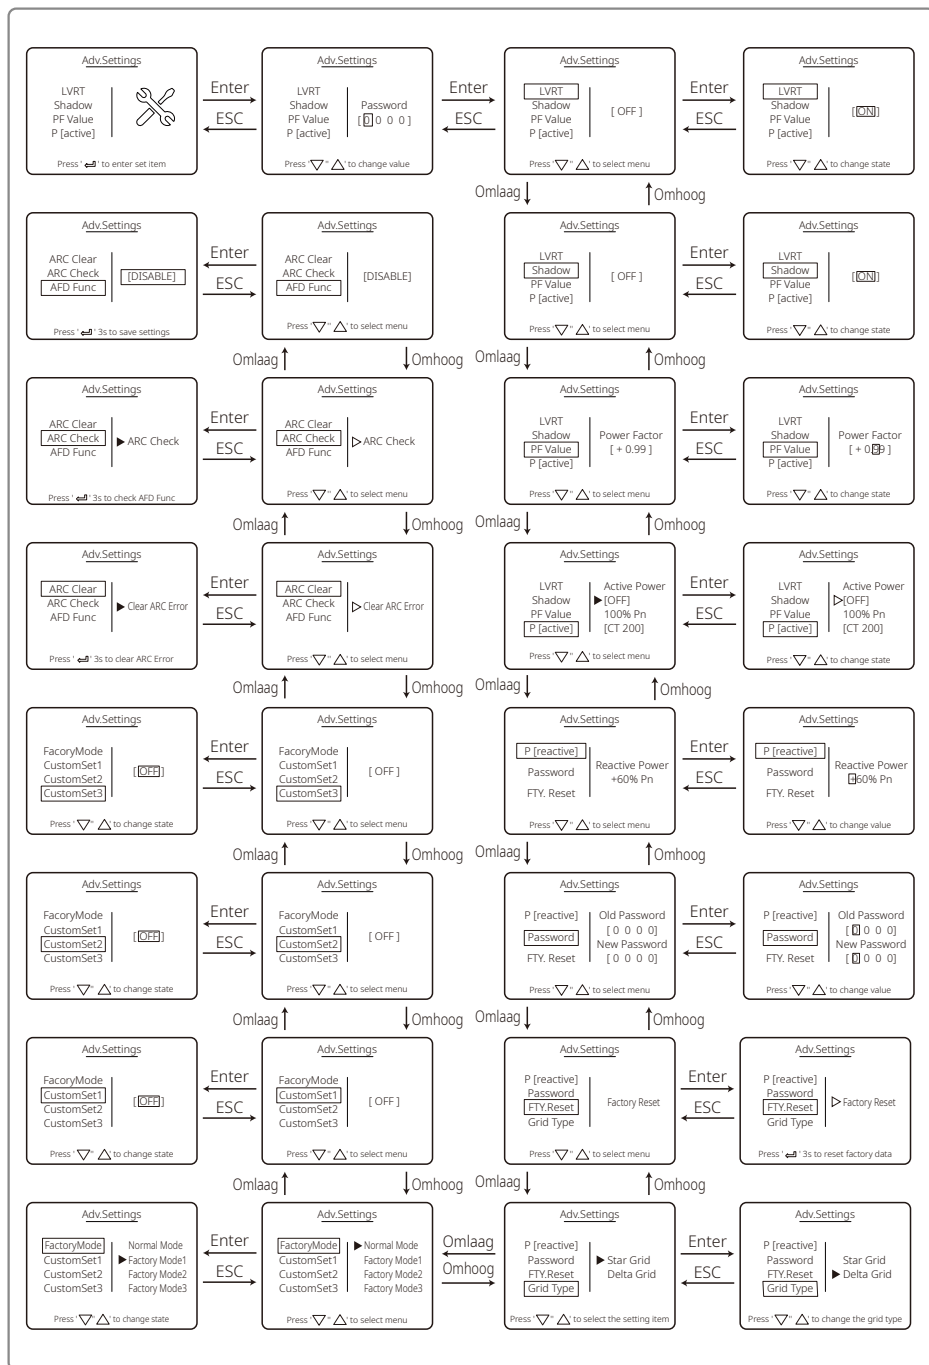 Adv.Settings
LVRT
Shadow
PF Value
P [active]
Press ' ' to enter set item
Enter
ESC
Adv.Settings
LVRT
Shadow
PF Value
P [active]
Password
[ 0 0 0 0 ]
Press '▽'' △' to change value
Enter
ESC
Adv.Settings
LVRT
Shadow
PF Value
P [active]
[ OFF ]
Press '▽'' △' to select menu
Enter
ESC
Adv.Settings
LVRT
Shadow
PF Value
P [active]
[ON]
Press '▽'' △' to change state
Omlaag
Omhoog
Adv.Settings
ARC Clear
ARC Check
AFD Func
[DISABLE]
Press ' ' 3s to save settings
Enter
ESC
Adv.Settings
ARC Clear
ARC Check
AFD Func
[DISABLE]
Press '▽'' △' to select menu
Adv.Settings
LVRT
Shadow
PF Value
P [active]
[ OFF ]
Press '▽'' △' to select menu
Enter
ESC
Adv.Settings
LVRT
Shadow
PF Value
P [active]
[ON]
Press '▽'' △' to change state
Omlaag
Omhoog
Omlaag
Omhoog
Adv.Settings
ARC Clear
ARC Check
AFD Func
▶ ARC Check
Press ' ' 3s to check AFD Func
Enter
ESC
Adv.Settings
ARC Clear
ARC Check
AFD Func
▷ ARC Check
Press '▽'' △' to select menu
Adv.Settings
LVRT
Shadow
PF Value
P [active]
Power Factor
[ + 0.99 ]
Press '▽'' △' to select menu
Enter
ESC
Adv.Settings
LVRT
Shadow
PF Value
P [active]
Power Factor
[ + 0.99 ]
Press '▽'' △' to change state
Omlaag
Omhoog
Omlaag
Omhoog
Adv.Settings
ARC Clear
ARC Check
AFD Func
▶ Clear ARC Error
Press ' ' 3s to clear ARC Error
Enter
ESC
Adv.Settings
ARC Clear
ARC Check
AFD Func
▷ Clear ARC Error
Press '▽'' △' to select menu
Adv.Settings
LVRT
Shadow
PF Value
P [active]
Active Power
▶[OFF]
100% Pn
[CT 200]
Press '▽'' △' to select menu
Enter
ESC
Adv.Settings
LVRT
Shadow
PF Value
P [active]
Active Power
▷[OFF]
100% Pn
[CT 200]
Press '▽'' △' to change state
Omlaag
Omhoog
Omlaag
Omhoog
Adv.Settings
FacoryMode
CustomSet1
CustomSet2
CustomSet3
[OFF]
Press '▽'' △' to change state
Enter
ESC
Adv.Settings
FacoryMode
CustomSet1
CustomSet2
CustomSet3
[ OFF ]
Press '▽'' △' to select menu
Adv.Settings
P [reactive]
Password
FTY. Reset
Reactive Power
+60% Pn
Press '▽'' △' to select menu
Enter
ESC
Adv.Settings
P [reactive]
Password
FTY. Reset
Reactive Power
+60% Pn
Press '▽'' △' to change value
Omlaag
Omhoog
Omlaag
Omhoog
Adv.Settings
FacoryMode
CustomSet1
CustomSet2
CustomSet3
[OFF]
Press '▽'' △' to change state
Enter
ESC
Adv.Settings
FacoryMode
CustomSet1
CustomSet2
CustomSet3
[ OFF ]
Press '▽'' △' to select menu
Adv.Settings
P [reactive]
Password
FTY. Reset
Old Password
[ 0 0 0 0]
New Password
[ 0 0 0 0]
Press '▽'' △' to select menu
Enter
ESC
Adv.Settings
P [reactive]
Password
FTY. Reset
Old Password
[ 0 0 0 0]
New Password
[ 0 0 0 0]
Press '▽'' △' to change value
Omlaag
Omhoog
Omlaag
Omhoog
Adv.Settings
FacoryMode
CustomSet1
CustomSet2
CustomSet3
[OFF]
Press '▽'' △' to change state
Enter
ESC
Adv.Settings
FacoryMode
CustomSet1
CustomSet2
CustomSet3
[ OFF ]
Press '▽'' △' to select menu
Adv.Settings
P [reactive]
Password
FTY.Reset
Grid Type
Factory Reset
Press '▽'' △' to select menu
Enter
ESC
Adv.Settings
P [reactive]
Password
FTY.Reset
Grid Type
▷ Factory Reset
Press ' ' 3s to reset factory data
Omlaag
Omhoog
Omlaag
Omhoog
Adv.Settings
FactoryMode
CustomSet1
CustomSet2
CustomSet3
Normal Mode
▶ Factory Mode1
Factory Mode2
Factory Mode3
Press '▽'' △' to change state
Enter
ESC
Adv.Settings
FactoryMode
CustomSet1
CustomSet2
CustomSet3
▶ Normal Mode
Factory Mode1
Factory Mode2
Factory Mode3
Press '▽'' △' to select menu
Omlaag
Omhoog
Adv.Settings
P [reactive]
Password
FTY.Reset
Grid Type
▶ Star Grid
Delta Grid
Press '▽'' △' to select the setting item
Enter
ESC
Adv.Settings
P [reactive]
Password
FTY.Reset
Grid Type
Star Grid
▶ Delta Grid
Press '▽'' △' to change the grid type